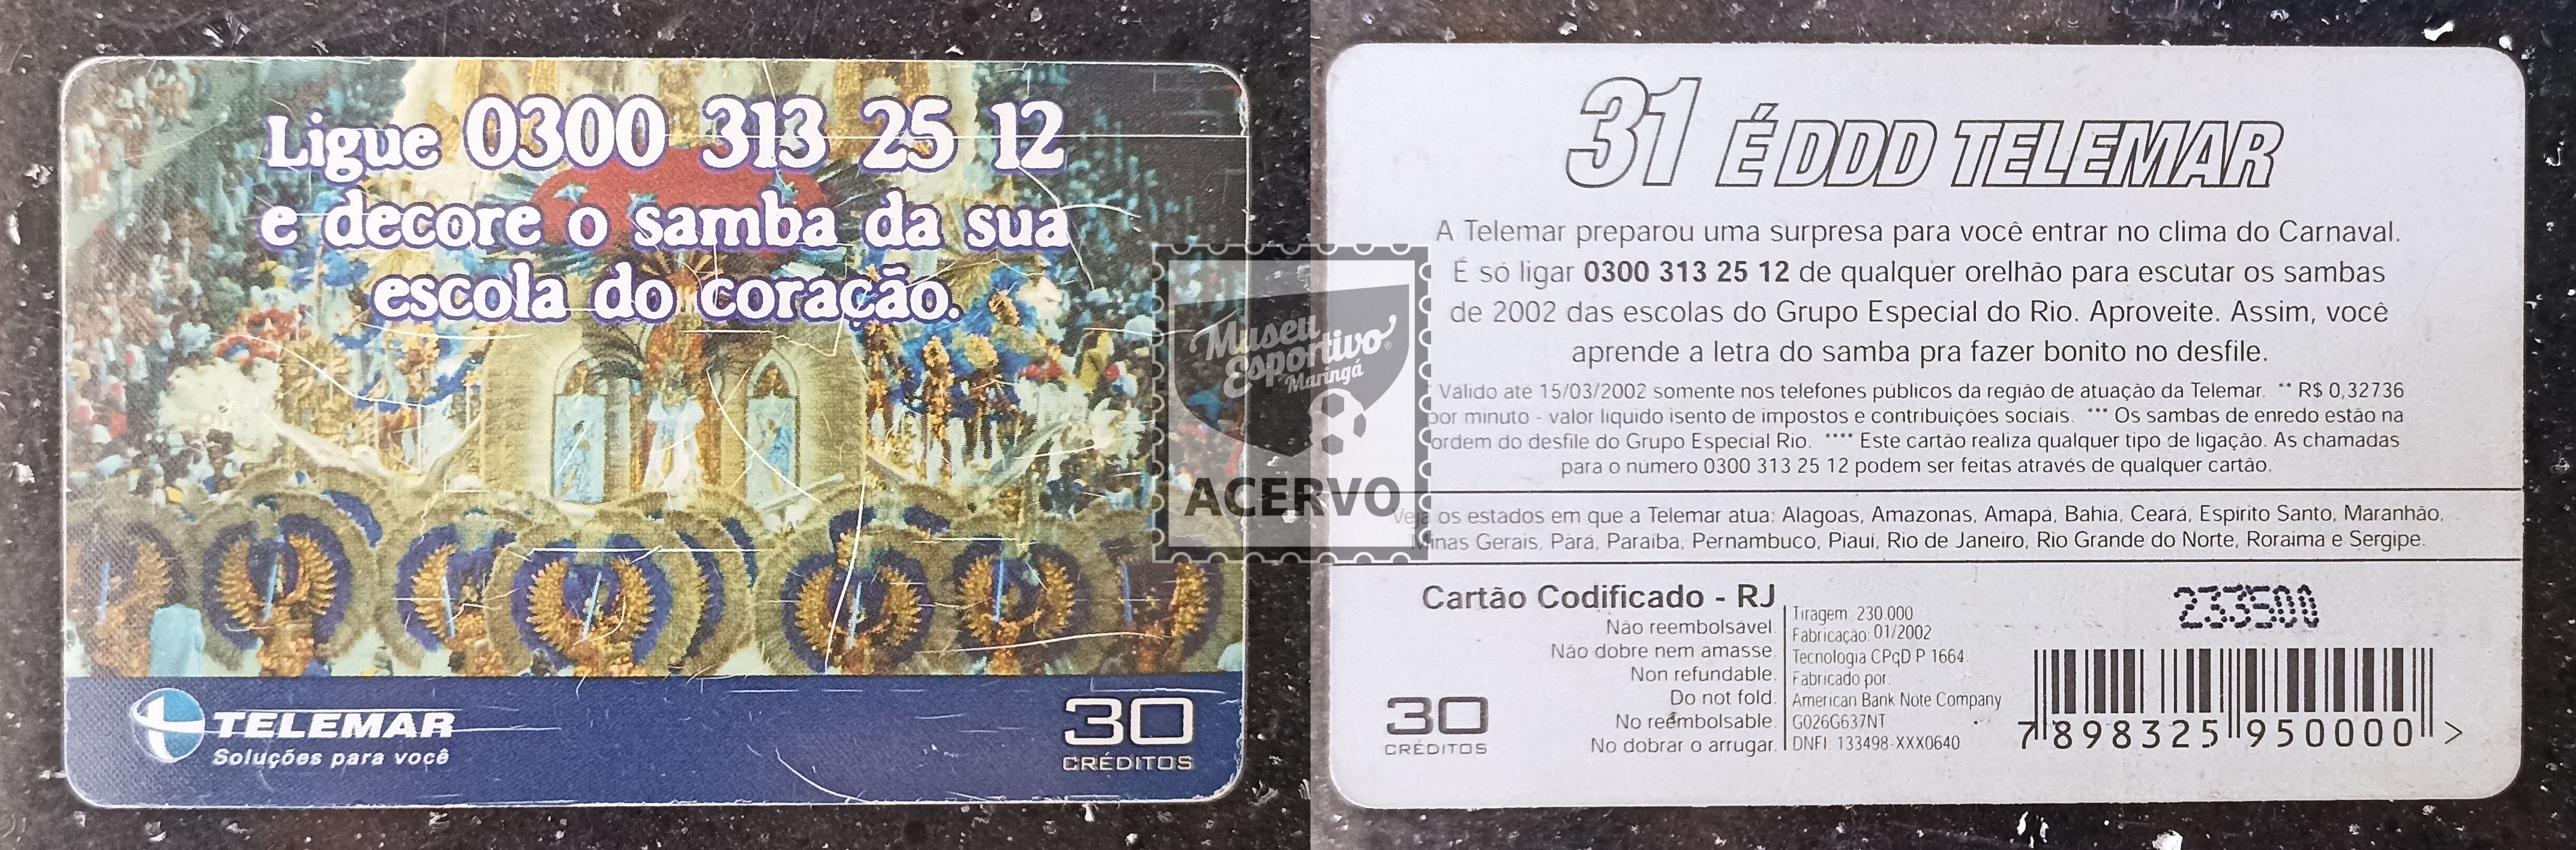 Ligue 0300 313 25 12
e decore o samba da sua
escola do coração.
TELEMAR
Soluções para você
30
CRÉDITOS
Museu
Esportivo
Maringá
ACERVO
31 É DDD TELEMAR
A Telemar preparou uma surpresa para você entrar no clima do Carnaval.
É só ligar 0300 313 25 12 de qualquer orelhão para escutar os sambas
de 2002 das escolas do Grupo Especial do Rio. Aproveite. Assim, você
aprende a letra do samba pra fazer bonito no desfile.
Válido até 15/03/2002 somente nos telefones públicos da região de atuação da Telemar. ** R$ 0,32736
por minuto - valor líquido isento de impostos e contribuições sociais. *** Os sambas de enredo estão na
ordem do desfile do Grupo Especial Rio. **** Este cartão realiza qualquer tipo de ligação. As chamadas
para o número 0300 313 25 12 podem ser feitas através de qualquer cartão.
Veja os estados em que a Telemar atua: Alagoas, Amazonas, Amapá, Bahia, Ceará, Espírito Santo, Maranhão,
Minas Gerais, Pará, Paraíba, Pernambuco, Piauí, Rio de Janeiro, Rio Grande do Norte, Roraima e Sergipe.
Cartão Codificado - RJ
Não reembolsável.
Não dobre nem amasse.
Non refundable.
Do not fold.
No reembolsable.
No dobrar o arrugar.
30
CRÉDITOS
Tiragem: 230.000
Fabricação: 01/2002
Tecnologia CPqD P 1664
Fabricado por:
American Bank Note Company
G026G637NT
DNFI: 133498-XXX0640
233500
7 898325 950000 >